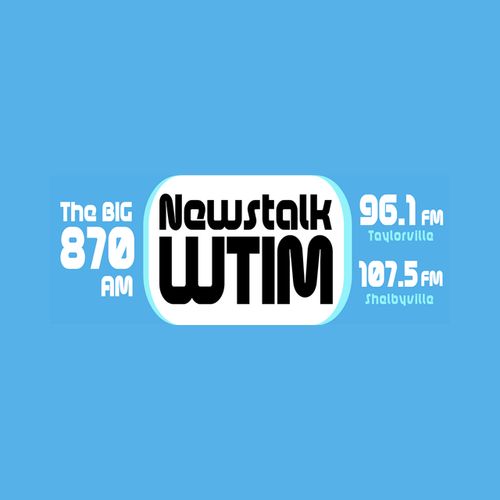 The BIG
870
AM
Newstalk
WTIM
96.1 FM
Taylorville
107.5 FM
Shelbyville